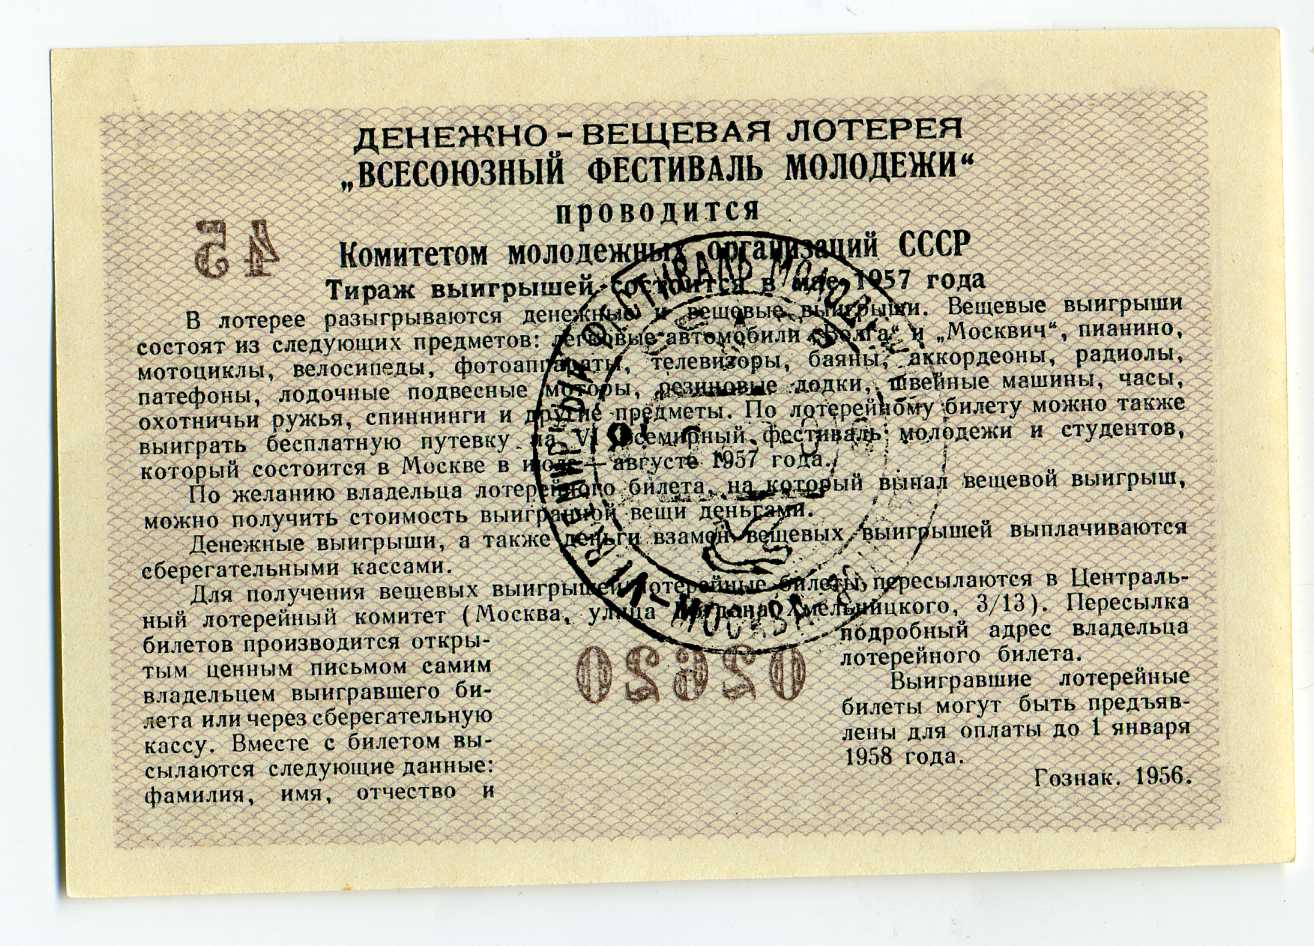 ДЕНЕЖНО-ВЕЩЕВАЯ ЛОТЕРЕЯ
„ВСЕСОЮЗНЫЙ ФЕСТИВАЛЬ МОЛОДЕЖИ“
проводится
Комитетом молодежных организаций СССР
Тираж выигрышей состоится в мае 1957 года
45
В лотерее разыгрываются денежные и вещевые выигрыши. Вещевые выигрыши
состоят из следующих предметов: легковые автомобили „Волга“ и „Москвич“, пианино,
мотоциклы, велосипеды, фотоаппараты, телевизоры, баяны, аккордеоны, радиолы,
патефоны, лодочные подвесные моторы, резиновые лодки, швейные машины, часы,
охотничьи ружья, спиннинги и другие предметы. По лотерейному билету можно также
выиграть бесплатную путевку на VI Всемирный фестиваль молодежи и студентов,
который состоится в Москве в июле — августе 1957 года.
По желанию владельца лотерейного билета, на который выпал вещевой выигрыш,
можно получить стоимость выигранной вещи деньгами.
Денежные выигрыши, а также деньги взамен вещевых выигрышей выплачиваются
сберегательными кассами.
Для получения вещевых выигрышей лотерейные билеты пересылаются в Централь-
ный лотерейный комитет (Москва, улица Богдана Хмельницкого, 3/13). Пересылка
билетов производится откры-
тым ценным письмом самим
владельцем выигравшего би-
лета или через сберегательную
кассу. Вместе с билетом вы-
сылаются следующие данные:
фамилия, имя, отчество и
подробный адрес владельца
лотерейного билета.
Выигравшие лотерейные
билеты могут быть предъяв-
лены для оплаты до 1 января
1958 года.
Гознак. 1956.
02620
VI ВСЕМИРНЫЙ ФЕСТИВАЛЬ МОЛОДЕЖИ
МОСКВА